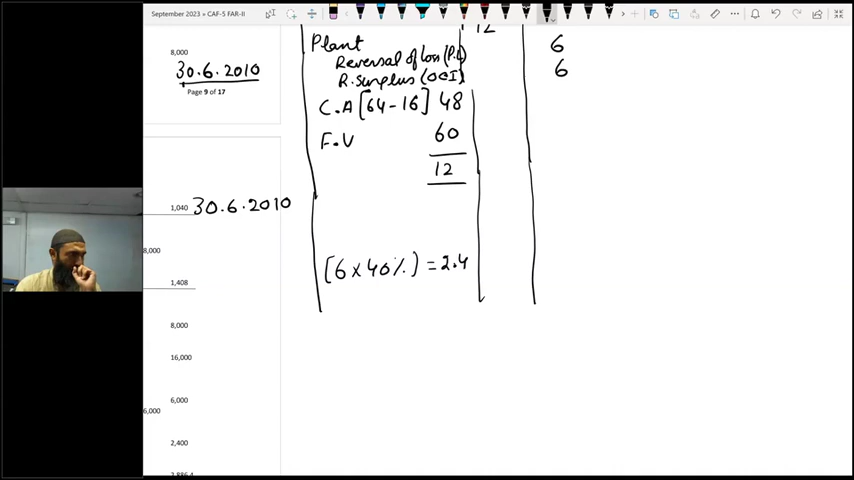 September 2023 » CAF-5 FAR-II
8,000
30.6.2010
Page 9 of 17
12
Plant
6
Reversal of loss (P.L)
R.Surplus (OCI)
6
C.A [64-16] 48
F.V 60
12
1,040 30.6.2010
8,000
(6 x 40%) = 2.4
1,408
8,000
16,000
6,000
2,400